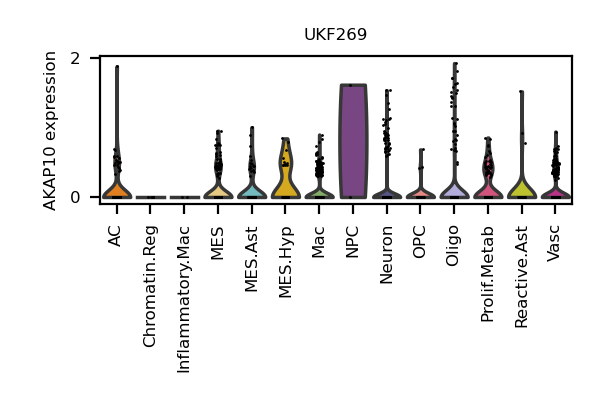 UKF269
AKAP10 expression
2
0
AC
Chromatin.Reg
Inflammatory.Mac
MES
MES.Ast
MES.Hyp
Mac
NPC
Neuron
OPC
Oligo
Prolif.Metab
Reactive.Ast
Vasc